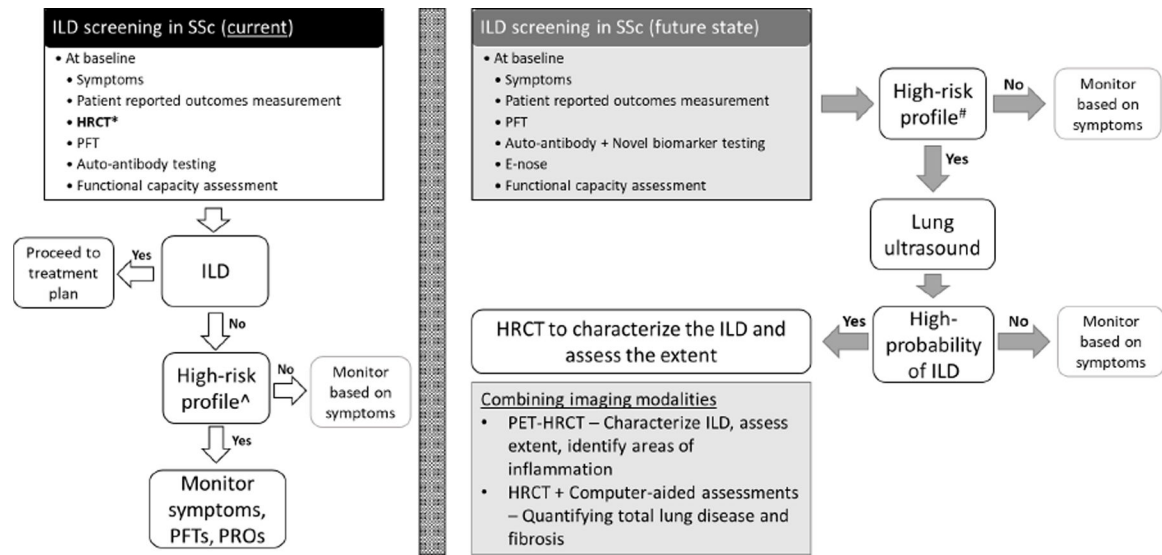 ILD screening in SSc (current)
• At baseline
• Symptoms
• Patient reported outcomes measurement
• HRCT*
• PFT
• Auto-antibody testing
• Functional capacity assessment
Proceed to
treatment
plan
Yes
ILD
No
High-risk
profile^
No
Monitor
based on
symptoms
Yes
Monitor
symptoms,
PFTs, PROs
ILD screening in SSc (future state)
• At baseline
• Symptoms
• Patient reported outcomes measurement
• PFT
• Auto-antibody + Novel biomarker testing
• E-nose
• Functional capacity assessment
High-risk
profile#
No
Monitor
based on
symptoms
Yes
Lung
ultrasound
HRCT to characterize the ILD and
assess the extent
Yes
High-
probability
of ILD
No
Monitor
based on
symptoms
Combining imaging modalities
• PET-HRCT – Characterize ILD, assess
extent, identify areas of
inflammation
• HRCT + Computer-aided assessments
– Quantifying total lung disease and
fibrosis